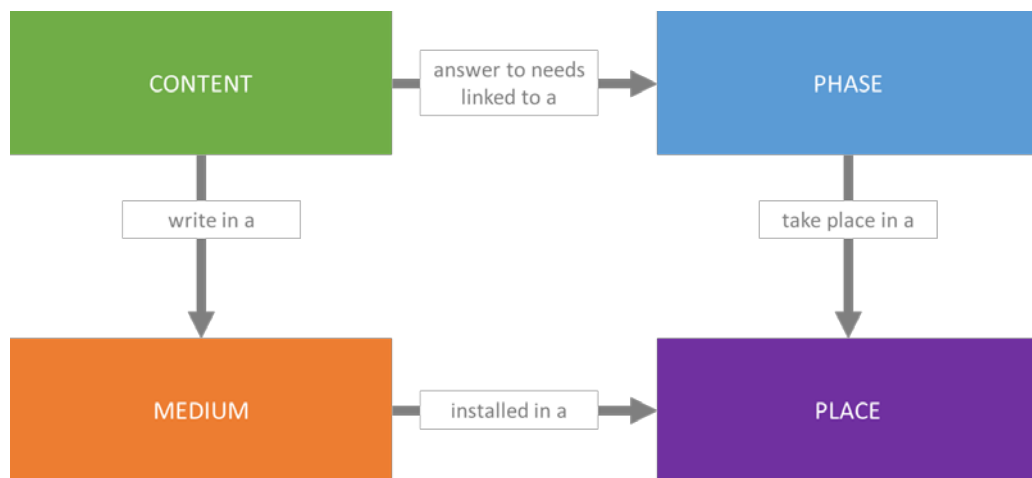 CONTENT
answer to needs
linked to a
PHASE
write in a
take place in a
MEDIUM
installed in a
PLACE